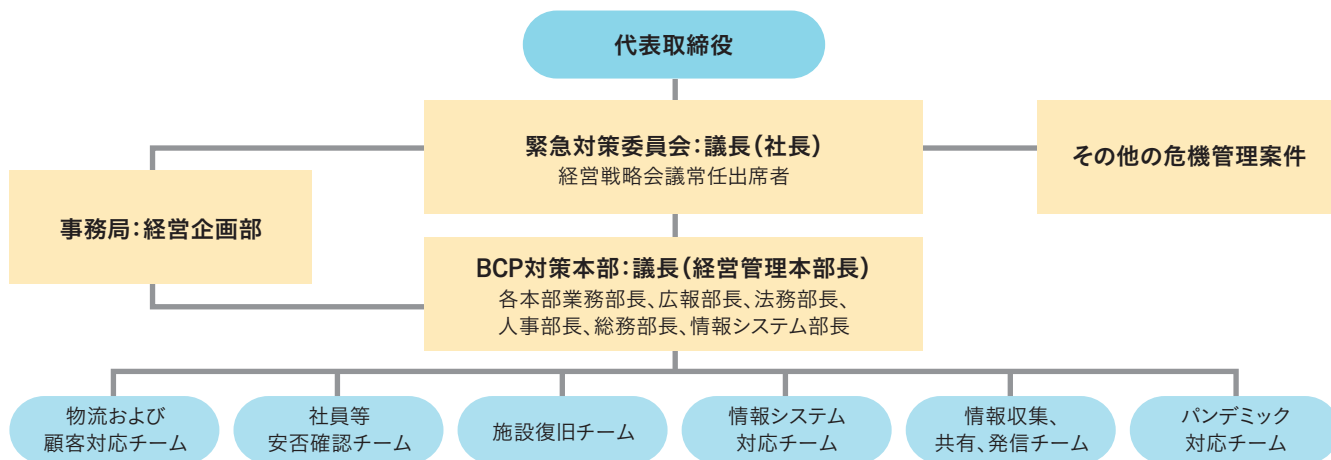 代表取締役
緊急対策委員会：議長（社長）
経営戦略会議常任出席者
その他の危機管理案件
事務局：経営企画部
BCP対策本部：議長（経営管理本部長）
各本部業務部長、広報部長、法務部長、
人事部長、総務部長、情報システム部長
物流および
顧客対応チーム
社員等
安否確認チーム
施設復旧チーム
情報システム
対応チーム
情報収集、
共有、発信チーム
パンデミック
対応チーム